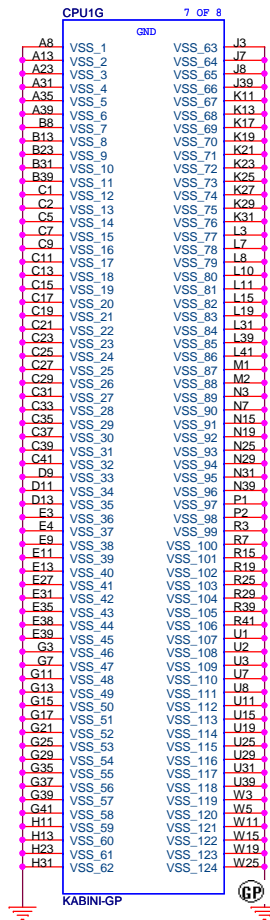 CPU1G 7 OF 8
GND
A8 VSS_1 VSS_63 J3
A13 VSS_2 VSS_64 J7
A23 VSS_3 VSS_65 J8
A31 VSS_4 VSS_66 J39
A35 VSS_5 VSS_67 K11
A39 VSS_6 VSS_68 K13
B8 VSS_7 VSS_69 K17
B13 VSS_8 VSS_70 K19
B23 VSS_9 VSS_71 K21
B31 VSS_10 VSS_72 K23
B39 VSS_11 VSS_73 K25
C1 VSS_12 VSS_74 K27
C2 VSS_13 VSS_75 K29
C5 VSS_14 VSS_76 K31
C7 VSS_15 VSS_77 L3
C9 VSS_16 VSS_78 L7
C11 VSS_17 VSS_79 L8
C13 VSS_18 VSS_80 L10
C15 VSS_19 VSS_81 L11
C17 VSS_20 VSS_82 L15
C19 VSS_21 VSS_83 L19
C21 VSS_22 VSS_84 L31
C23 VSS_23 VSS_85 L39
C25 VSS_24 VSS_86 L41
C27 VSS_25 VSS_87 M1
C29 VSS_26 VSS_88 M2
C31 VSS_27 VSS_89 N3
C33 VSS_28 VSS_90 N7
C35 VSS_29 VSS_91 N15
C37 VSS_30 VSS_92 N19
C39 VSS_31 VSS_93 N25
C41 VSS_32 VSS_94 N29
D9 VSS_33 VSS_95 N31
D11 VSS_34 VSS_96 N39
D13 VSS_35 VSS_97 P1
E3 VSS_36 VSS_98 P2
E4 VSS_37 VSS_99 R3
E9 VSS_38 VSS_100 R7
E11 VSS_39 VSS_101 R15
E13 VSS_40 VSS_102 R19
E27 VSS_41 VSS_103 R25
E31 VSS_42 VSS_104 R29
E35 VSS_43 VSS_105 R39
E38 VSS_44 VSS_106 R41
E39 VSS_45 VSS_107 U1
G3 VSS_46 VSS_108 U2
G7 VSS_47 VSS_109 U3
G11 VSS_48 VSS_110 U7
G13 VSS_49 VSS_111 U8
G15 VSS_50 VSS_112 U11
G17 VSS_51 VSS_113 U15
G21 VSS_52 VSS_114 U19
G25 VSS_53 VSS_115 U25
G29 VSS_54 VSS_116 U29
G35 VSS_55 VSS_117 U31
G37 VSS_56 VSS_118 U39
G39 VSS_57 VSS_119 W3
G41 VSS_58 VSS_120 W5
H11 VSS_59 VSS_121 W11
H13 VSS_60 VSS_122 W15
H23 VSS_61 VSS_123 W19
H31 VSS_62 VSS_124 W25
GP
KABINI-GP